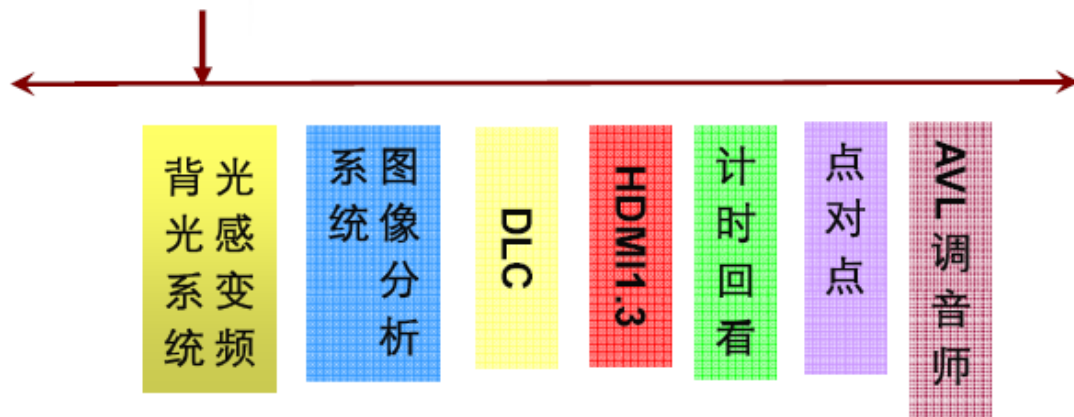 光感变频
背光系统
图像分析
系统
DLC
HDMI1.3
计时回看
点对点
AVL调音师